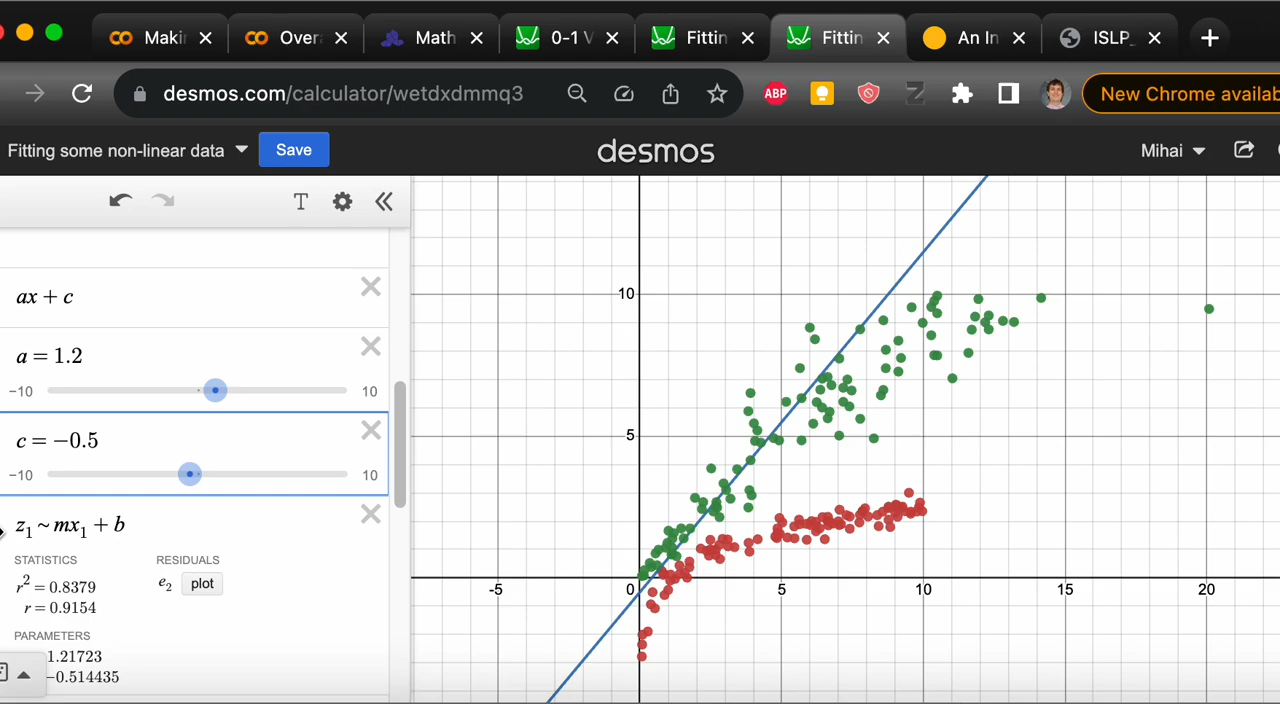 Maki Over Math 0-1 V Fittin Fittin An In ISLP_
desmos.com/calculator/wetdxdmmq3 ABP New Chrome availab
Fitting some non-linear data Save desmos Mihai
ax + c
a = 1.2
-10 10
c = −0.5
-10 10
z₁ ~ mx₁ + b
STATISTICS RESIDUALS
r² = 0.8379 e₂ plot
r = 0.9154
PARAMETERS
1.21723
−0.514435
10
5
-5 0 5 10 15 20